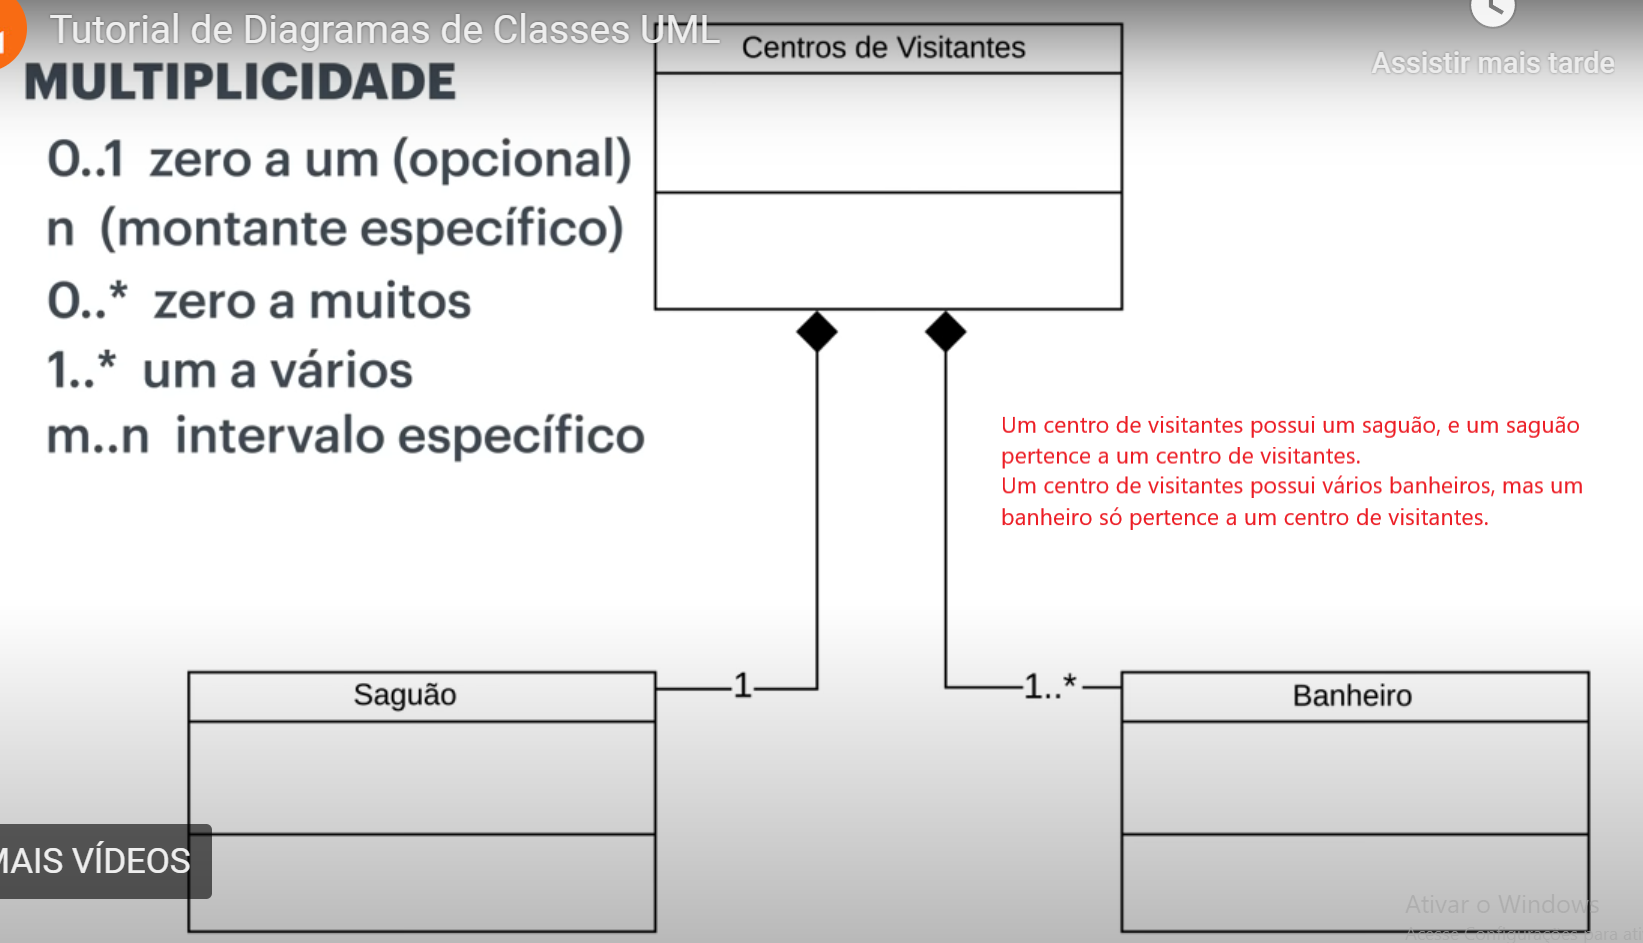 Tutorial de Diagramas de Classes UML
Assistir mais tarde
MULTIPLICIDADE
0..1 zero a um (opcional)
n (montante específico)
0..* zero a muitos
1..* um a vários
m..n intervalo específico
Centros de Visitantes
Um centro de visitantes possui um saguão, e um saguão
pertence a um centro de visitantes.
Um centro de visitantes possui vários banheiros, mas um
banheiro só pertence a um centro de visitantes.
Saguão
1
1..*
Banheiro
MAIS VÍDEOS
Ativar o Windows
Acesse Configurações para